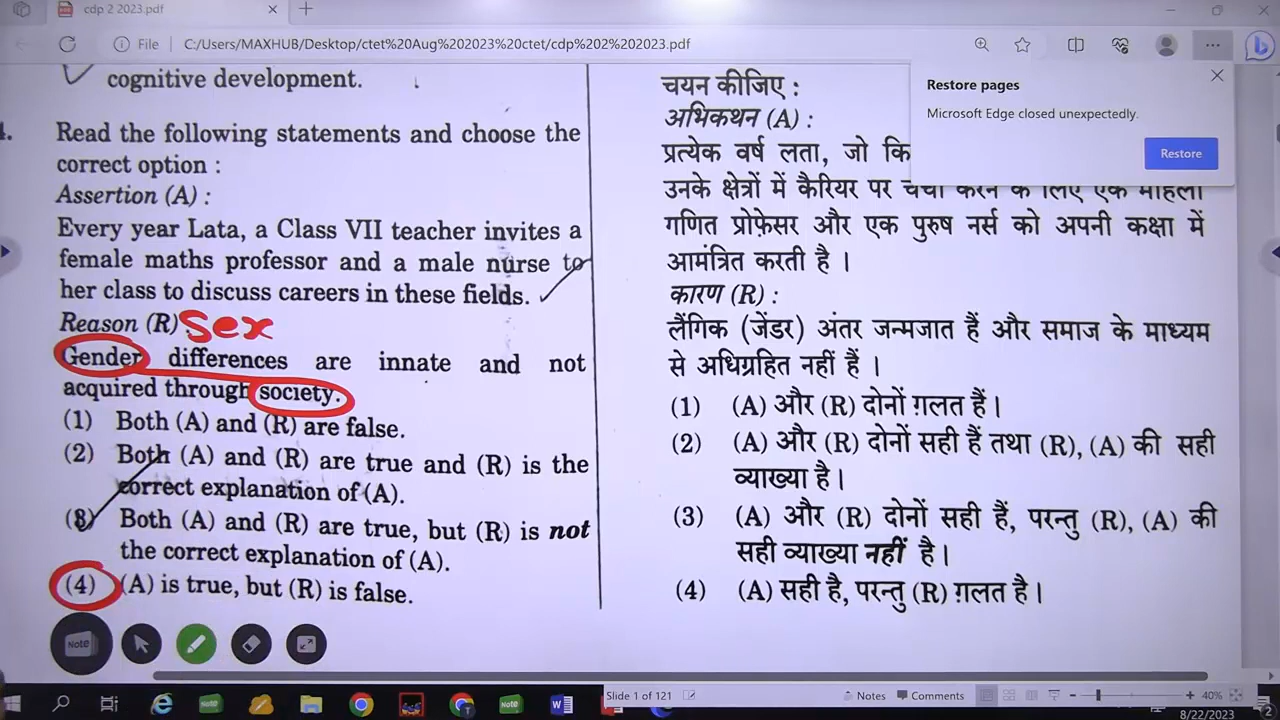 cdp 2 2023.pdf
File
C:/Users/MAXHUB/Desktop/ctet%20Aug%202023%20ctet/cdp%202%202023.pdf
Restore pages
Microsoft Edge closed unexpectedly.
Restore
cognitive development.
Read the following statements and choose the
correct option :
Assertion (A) :
Every year Lata, a Class VII teacher invites a
female maths professor and a male nurse to
her class to discuss careers in these fields.
Reason (R) :
Sex
Gender differences are innate and not
acquired through society.
(1) Both (A) and (R) are false.
(2) Both (A) and (R) are true and (R) is the
correct explanation of (A).
(3) Both (A) and (R) are true, but (R) is not
the correct explanation of (A).
(4) (A) is true, but (R) is false.
चयन कीजिए :
अभिकथन (A) :
प्रत्येक वर्ष लता, जो कि
उनके क्षेत्रों में कैरियर पर चर्चा करने के लिए एक महिला
गणित प्रोफ़ेसर और एक पुरुष नर्स को अपनी कक्षा में
आमंत्रित करती है ।
कारण (R) :
लैंगिक (जेंडर) अंतर जन्मजात हैं और समाज के माध्यम
से अधिग्रहित नहीं हैं ।
(1) (A) और (R) दोनों ग़लत हैं ।
(2) (A) और (R) दोनों सही हैं तथा (R), (A) की सही
व्याख्या है ।
(3) (A) और (R) दोनों सही हैं, परन्तु (R), (A) की
सही व्याख्या नहीं है ।
(4) (A) सही है, परन्तु (R) ग़लत है ।
Note
Slide 1 of 121
Notes
Comments
40%
8/22/2023